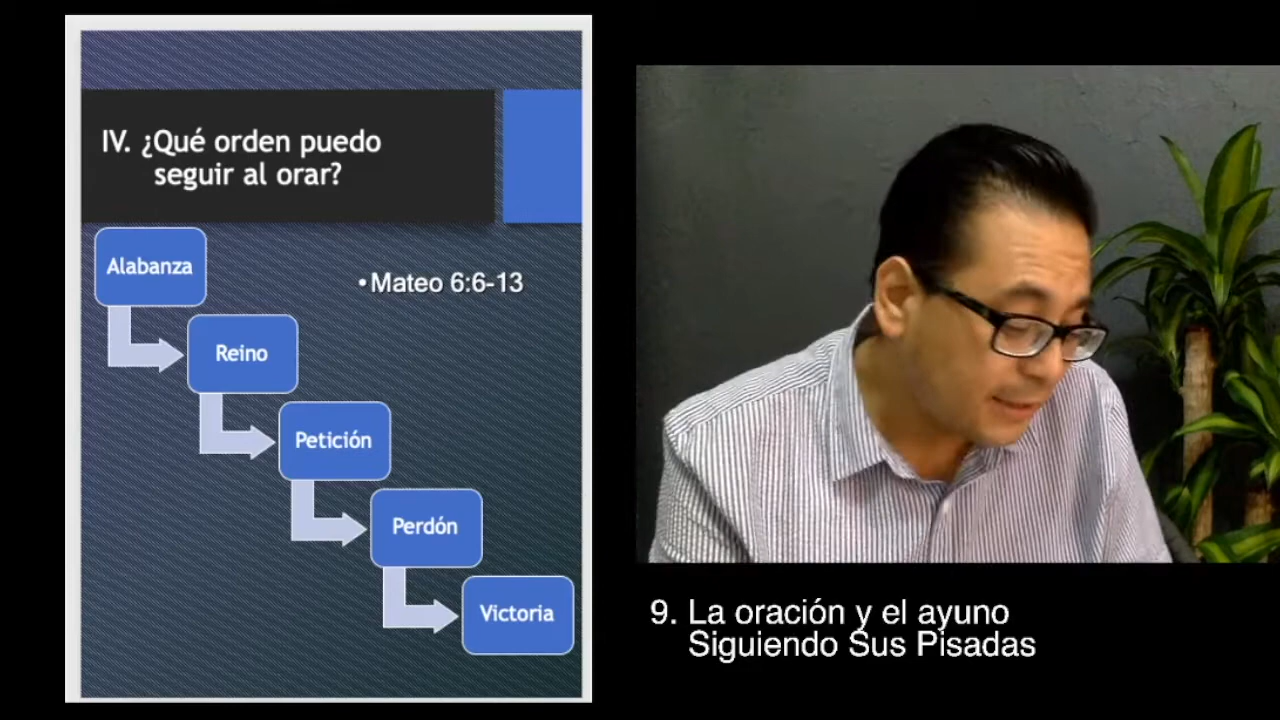 IV. ¿Qué orden puedo
seguir al orar?
Alabanza
• Mateo 6:6-13
Reino
Petición
Perdón
Victoria
9. La oración y el ayuno
Siguiendo Sus Pisadas